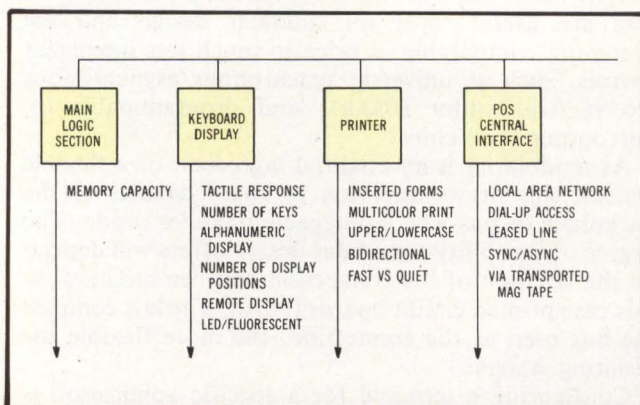 MAIN
LOGIC
SECTION
MEMORY CAPACITY
KEYBOARD
DISPLAY
TACTILE RESPONSE
NUMBER OF KEYS
ALPHANUMERIC
DISPLAY
NUMBER OF DISPLAY
POSITIONS
REMOTE DISPLAY
LED/FLUORESCENT
PRINTER
INSERTED FORMS
MULTICOLOR PRINT
UPPER/LOWERCASE
BIDIRECTIONAL
FAST VS QUIET
POS
CENTRAL
INTERFACE
LOCAL AREA NETWORK
DIAL-UP ACCESS
LEASED LINE
SYNC/ASYNC
VIA TRANSPORTED
MAG TAPE